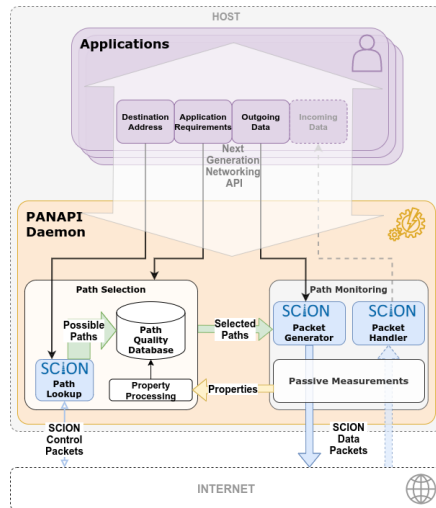 HOST
Applications
Destination
Address
Application
Requirements
Outgoing
Data
Incoming
Data
Next
Generation
Networking
API
PANAPI
Daemon
Path Selection
Path Monitoring
Possible
Paths
Path
Quality
Database
Selected
Paths
SCION
Packet
Generator
SCION
Packet
Handler
SCION
Path
Lookup
Property
Processing
Properties
Passive Measurements
SCION
Control
Packets
SCION
Data
Packets
INTERNET